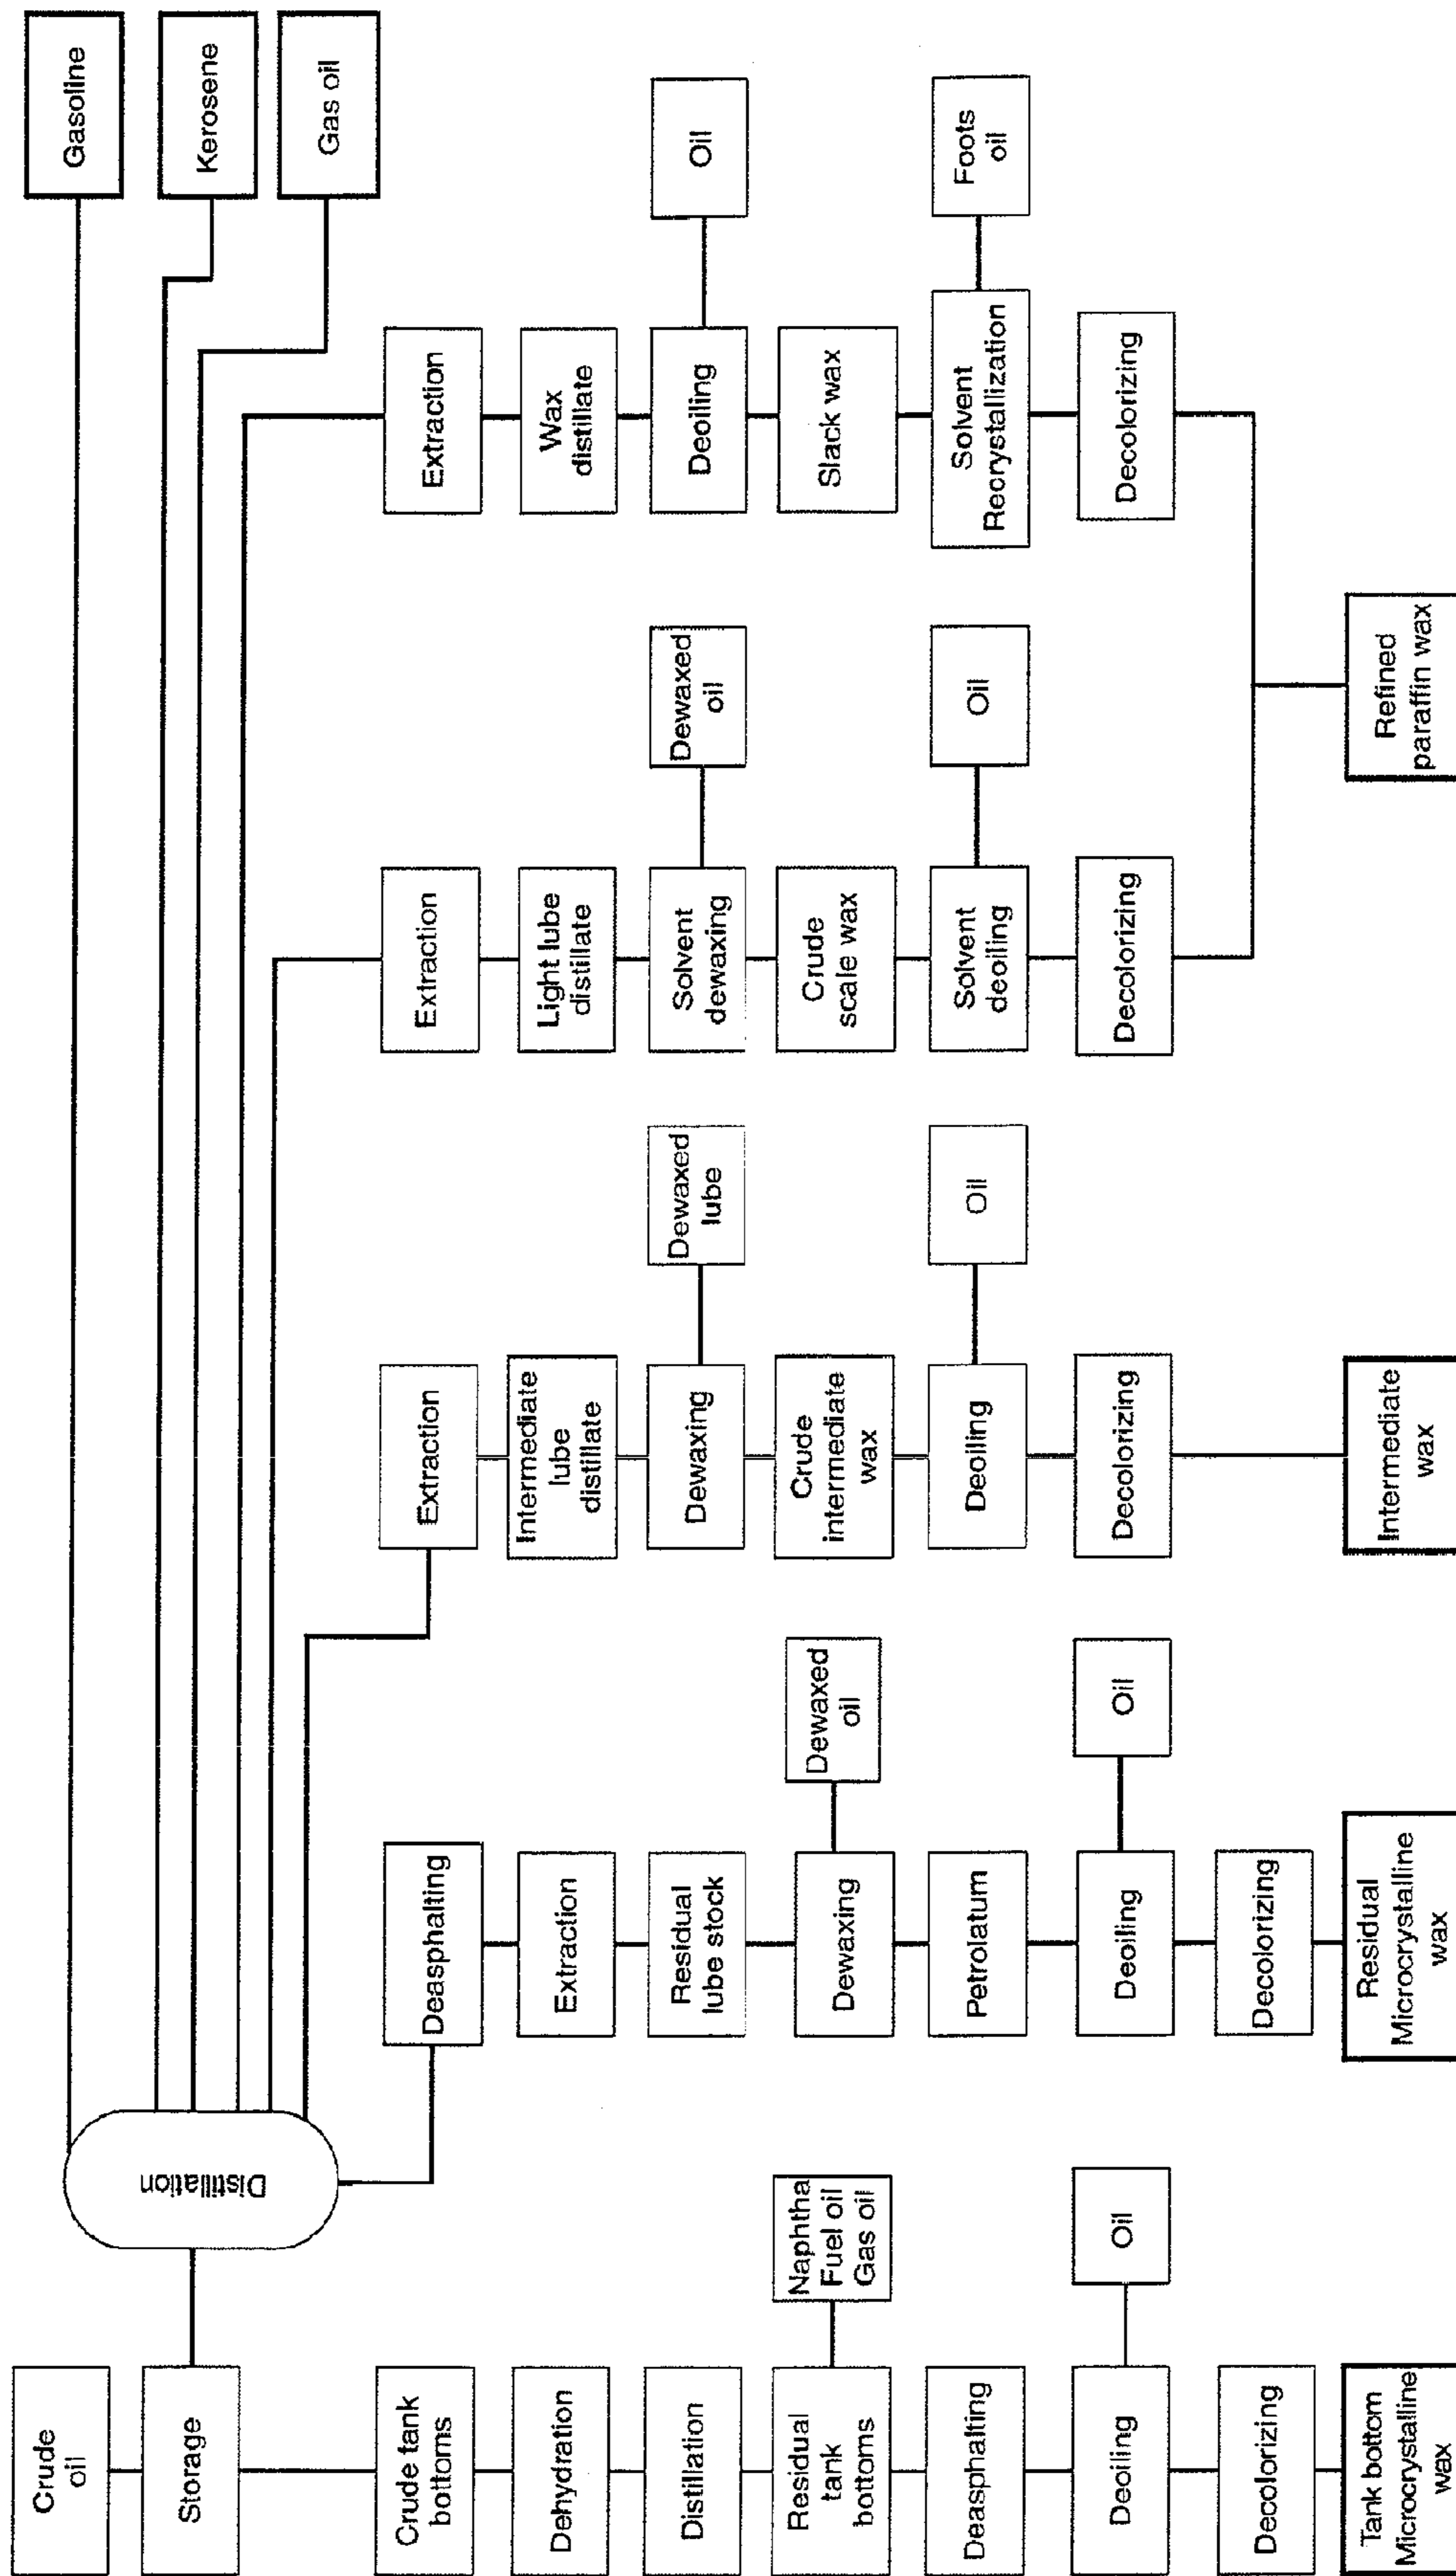 Crude
oil
Storage
Distillation
Gasoline
Kerosene
Gas oil
Crude tank
bottoms
Dehydration
Distillation
Residual
tank
bottoms
Naphtha
Fuel oil
Gas oil
Deasphalting
Deoiling
Oil
Decolorizing
Tank bottom
Microcrystalline
wax
Deasphalting
Extraction
Residual
lube stock
Dewaxing
Dewaxed
oil
Petrolatum
Deoiling
Oil
Decolorizing
Residual
Microcrystalline
wax
Extraction
Intermediate
lube
distillate
Dewaxing
Dewaxed
lube
Crude
intermediate
wax
Deoiling
Oil
Decolorizing
Intermediate
wax
Extraction
Light lube
distillate
Solvent
dewaxing
Dewaxed
oil
Crude
scale wax
Solvent
deoiling
Oil
Decolorizing
Extraction
Wax
distillate
Deoiling
Oil
Slack wax
Solvent
Recrystallization
Foots
oil
Decolorizing
Refined
paraffin wax